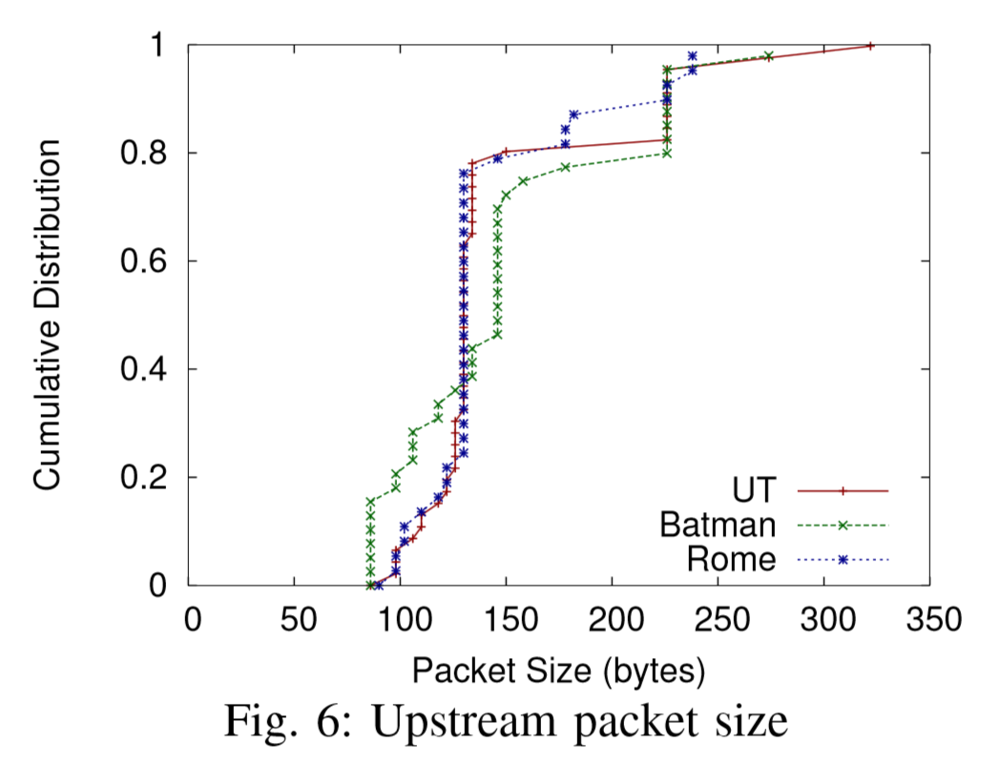 1
0.8
0.6
0.4
0.2
0
Cumulative Distribution
UT
Batman
Rome
0 50 100 150 200 250 300 350
Packet Size (bytes)
Fig. 6: Upstream packet size